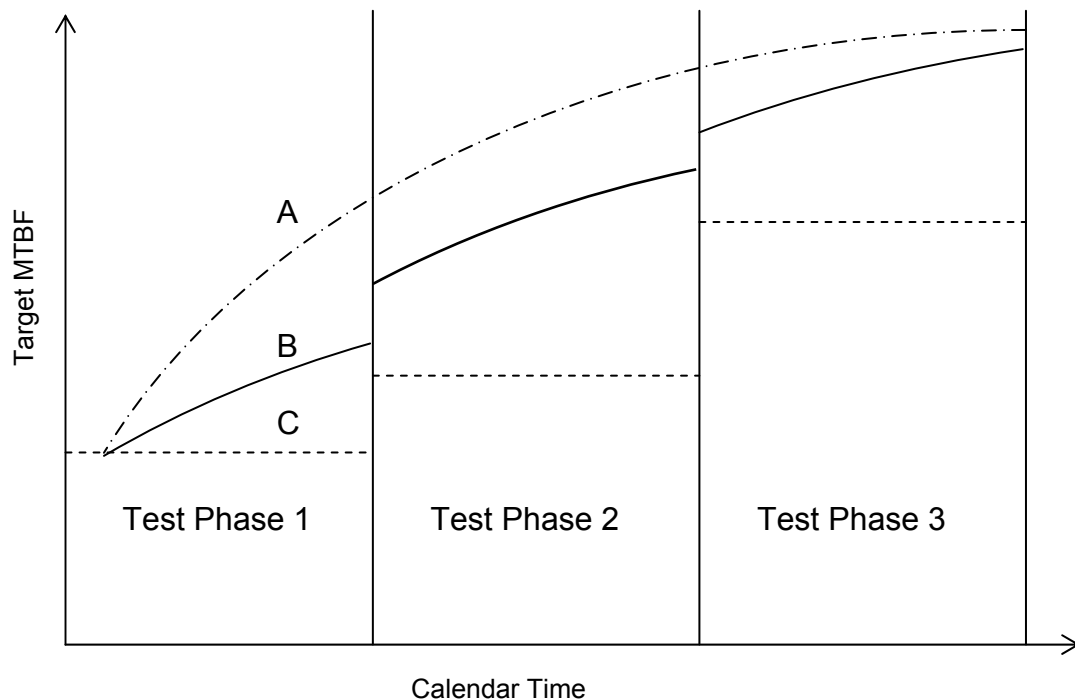 A
Target MTBF
B
C
Test Phase 1
Test Phase 2
Test Phase 3
Calendar Time